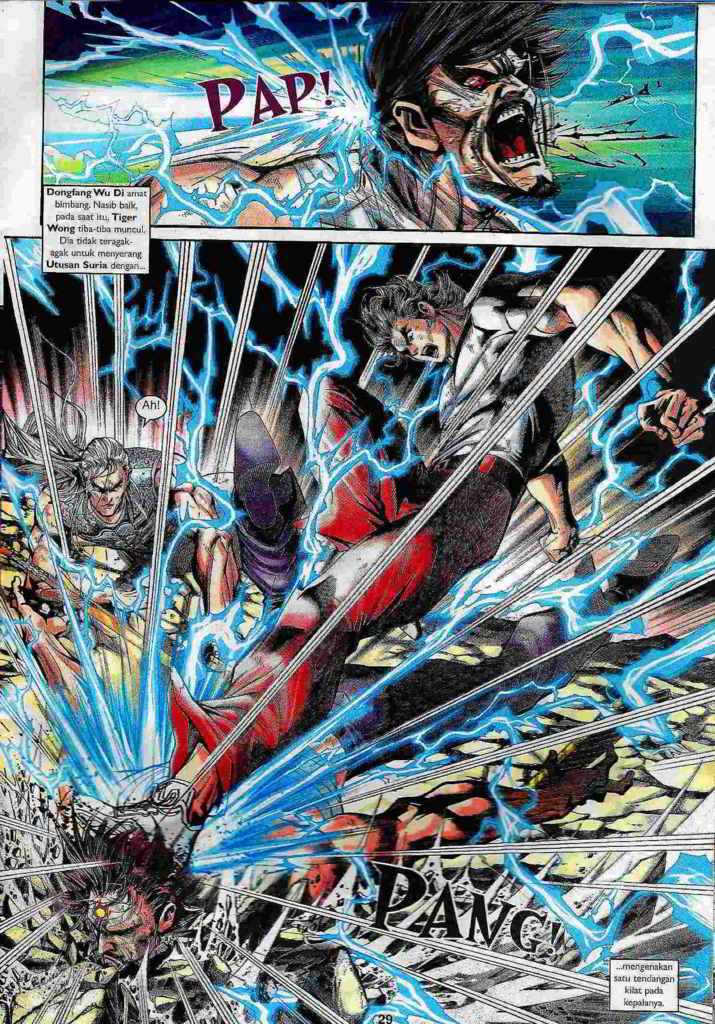 PAP!
Dongfang Wu Di amat
bimbang. Nasib baik,
pada saat itu, Tiger
Wong tiba-tiba muncul.
Dia tidak teragak-
agak untuk menyerang
Utusan Suria dengan...
Ah!
PANG!
...mengenakan
satu tendangan
kilat pada
kepalanya.
29